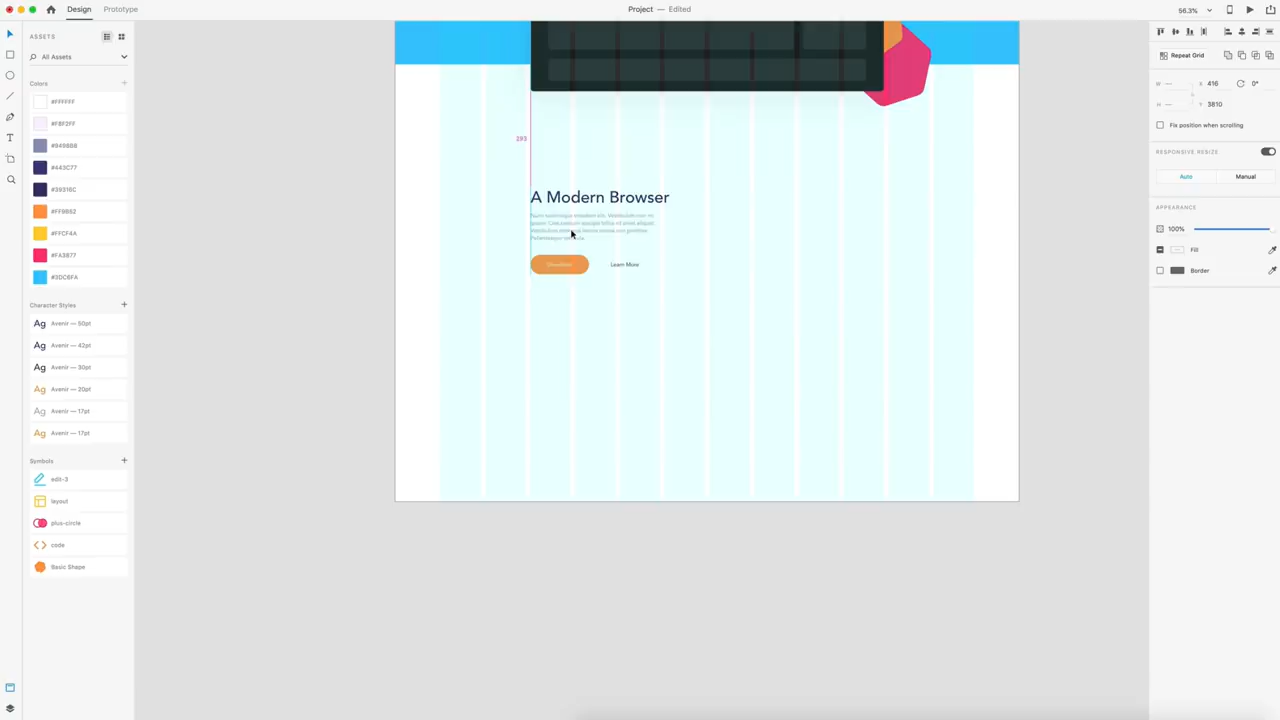 Design
Prototype
Project — Edited
56.3%
ASSETS
All Assets
Colors
#FFFFFF
#F8F2FF
#949BBB
#443C77
#39316C
#FF9B62
#FFCF4A
#FA3877
#3DC6FA
Character Styles
Ag Avenir — 50pt
Ag Avenir — 42pt
Ag Avenir — 30pt
Ag Avenir — 20pt
Ag Avenir — 17pt
Ag Avenir — 17pt
Symbols
edit-3
layout
plus-circle
code
Basic Shape
293
A Modern Browser
Learn More
Repeat Grid
W
X 416
0°
H
Y 3810
Fix position when scrolling
RESPONSIVE RESIZE
Auto
Manual
APPEARANCE
100%
Fill
Border